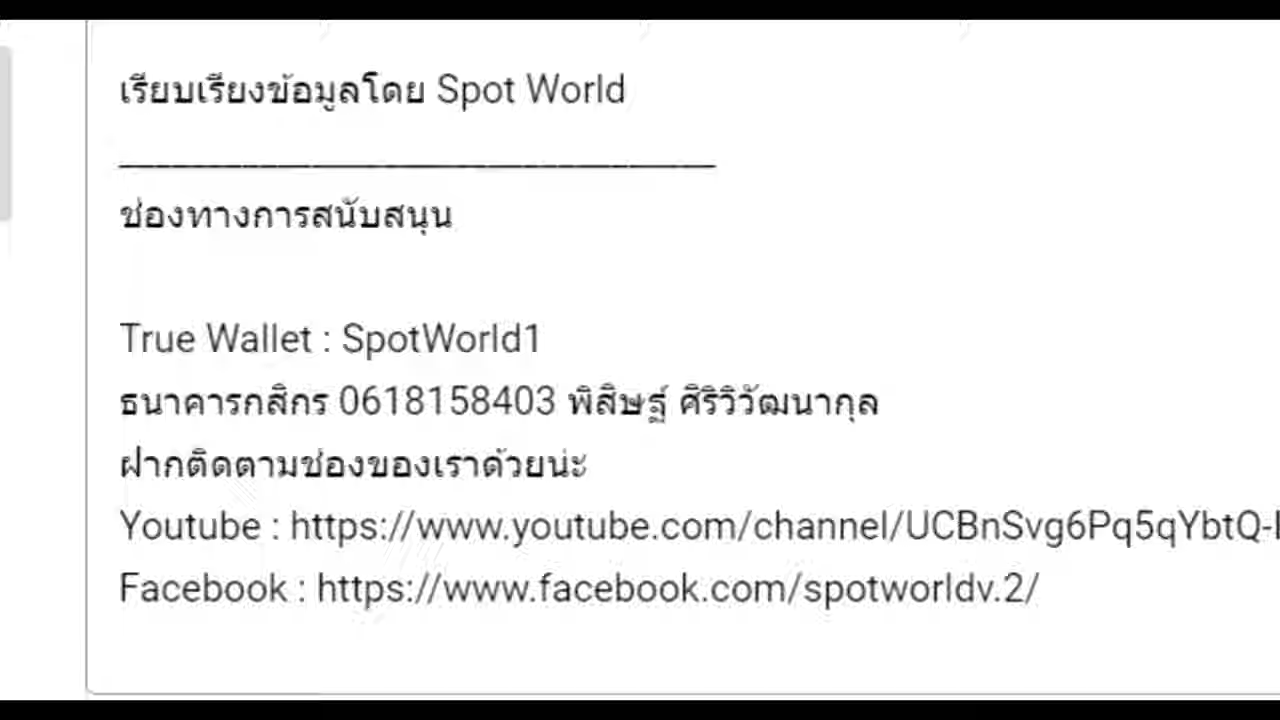 เรียบเรียงข้อมูลโดย Spot World
ช่องทางการสนับสนุน
True Wallet : SpotWorld1
ธนาคารกสิกร 0618158403 พิสิษฐ์ ศิริวิวัฒนากุล
ฝากติดตามช่องของเราด้วยน่ะ
Youtube : https://www.youtube.com/channel/UCBnSvg6Pq5qYbtQ-
Facebook : https://www.facebook.com/spotworldv.2/